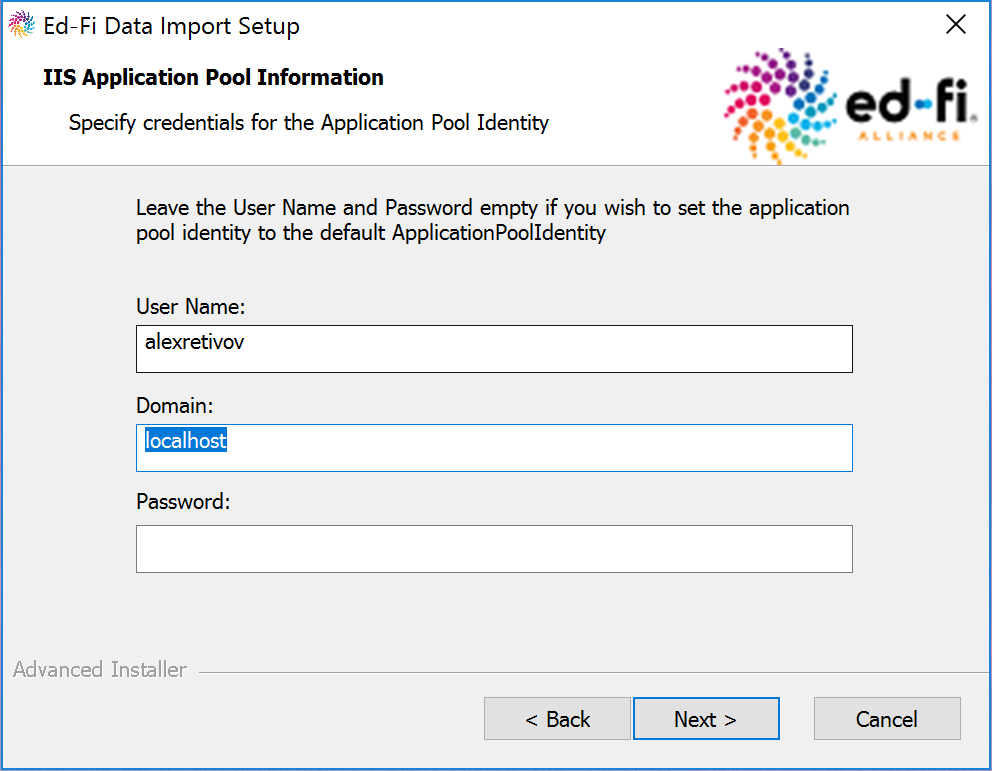 Ed-Fi Data Import Setup
IIS Application Pool Information
Specify credentials for the Application Pool Identity
ed-fi®
ALLIANCE
Leave the User Name and Password empty if you wish to set the application
pool identity to the default ApplicationPoolIdentity
User Name:
alexretivov
Domain:
localhost
Password:
Advanced Installer
< Back
Next >
Cancel